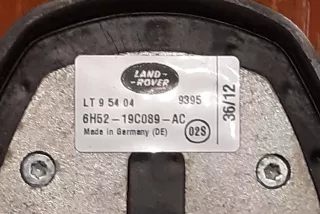 LAND-
ROVER
LT 9 54 04 9395
6H52-19C089-AC
Made in Germany (DE) 02S
36/12